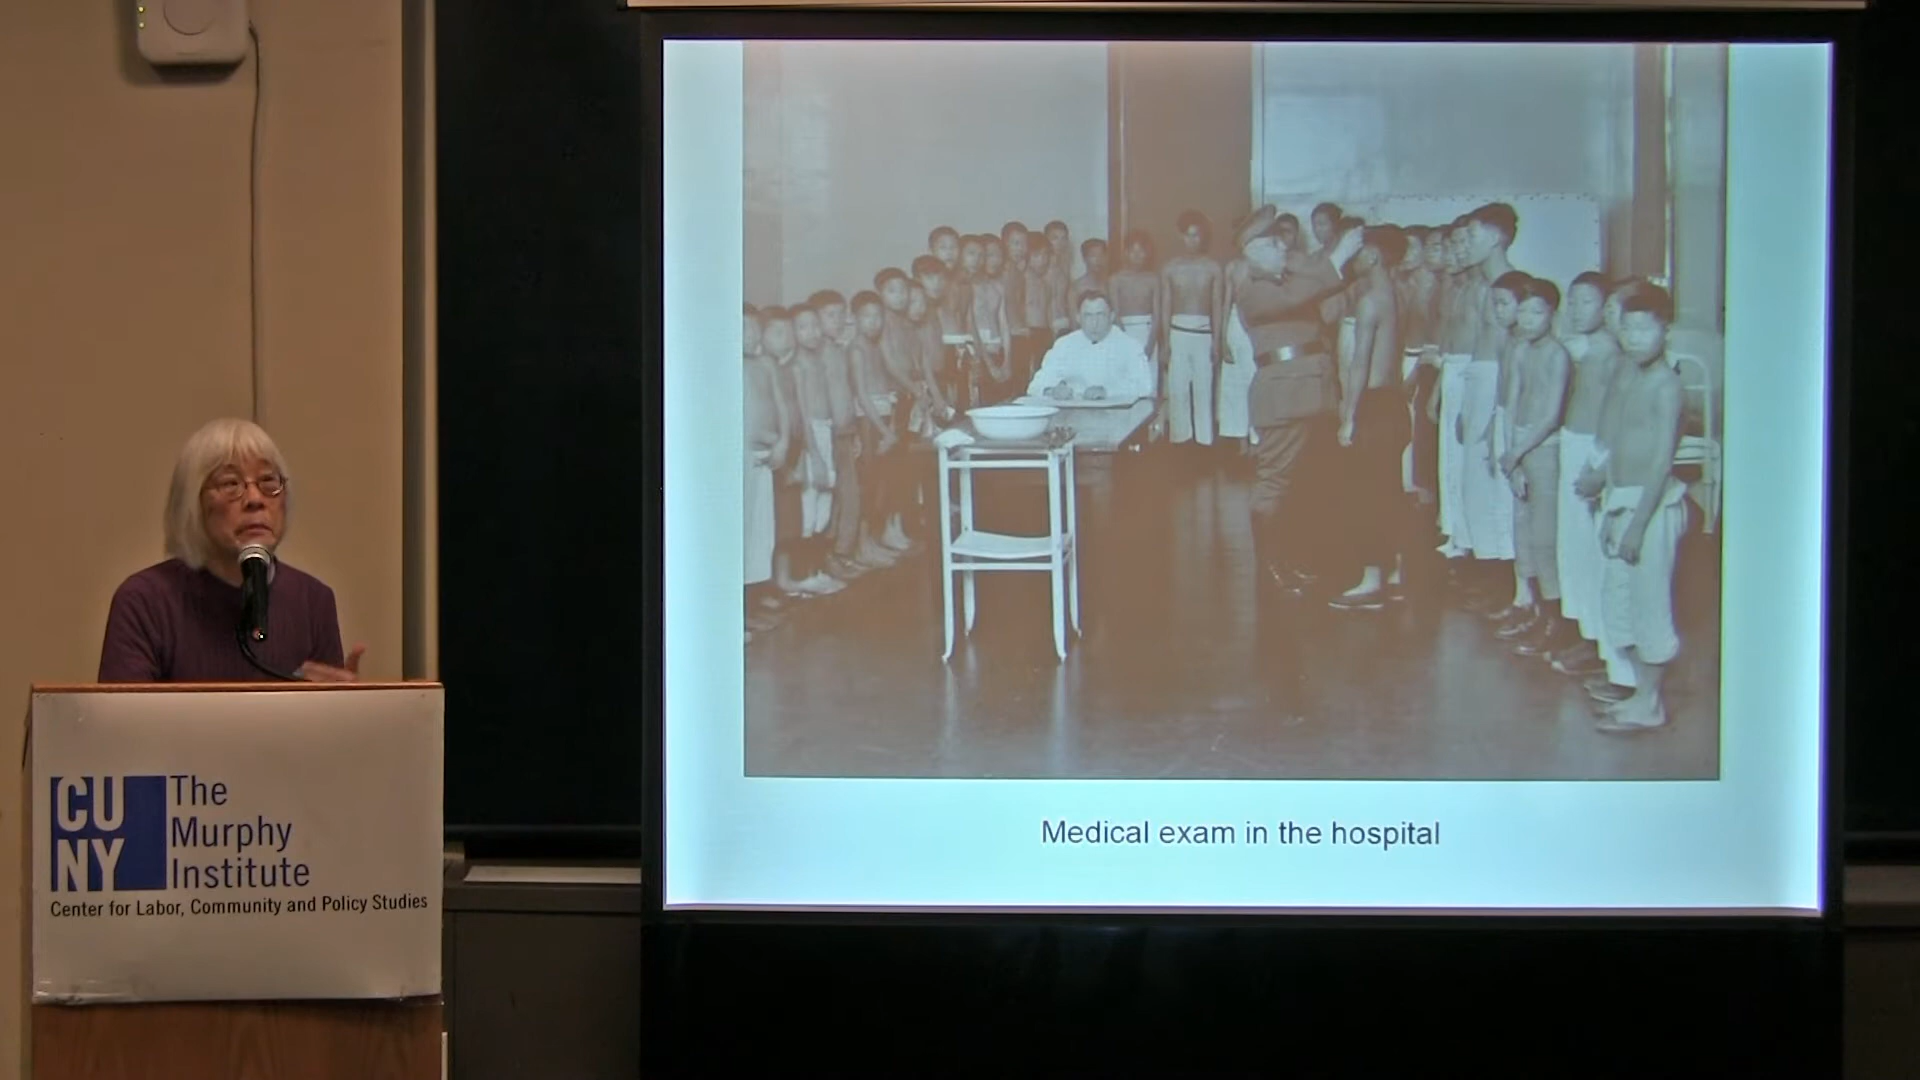 CU
NY
The
Murphy
Institute
Center for Labor, Community and Policy Studies
Medical exam in the hospital